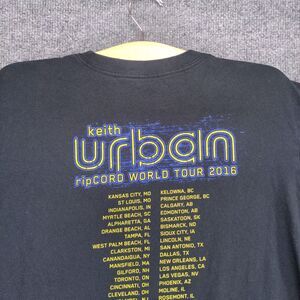 keith
urban
ripCORD WORLD TOUR 2016
KANSAS CITY, MO KELOWNA, BC
ST LOUIS, MO PRINCE GEORGE, BC
INDIANAPOLIS, IN CALGARY, AB
MYRTLE BEACH, SC EDMONTON, AB
ALPHARETTA, GA SASKATOON, SK
ORANGE BEACH, AL BISMARCK, ND
TAMPA, FL SIOUX CITY, IA
WEST PALM BEACH, FL LINCOLN, NE
CLARKSTON, MI SAN ANTONIO, TX
CANANDAIGUA, NY DALLAS, TX
MANSFIELD, MA NEW ORLEANS, LA
GILFORD, NH LOS ANGELES, CA
TORONTO, ON LAS VEGAS, NV
CINCINNATI, OH PHOENIX, AZ
CLEVELAND, OH MOLINE, IL
ROSEMONT, IL